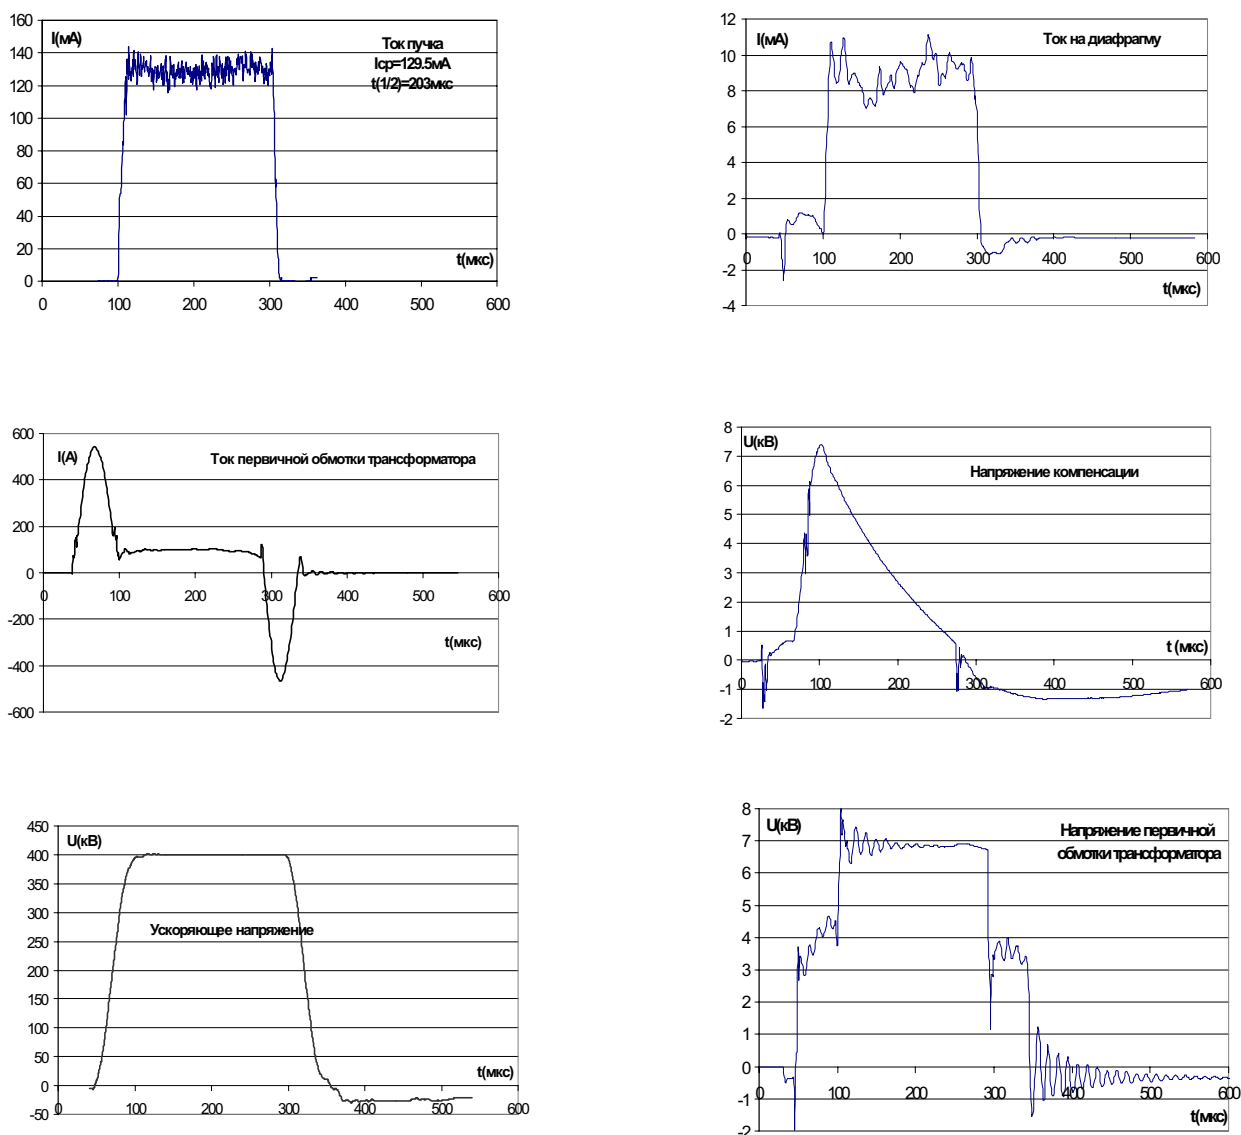 160
140
120
100
80
60
40
20
0
I(мА)
Ток пучка
Iср=129.5мА
t(1/2)=203мкс
t(мкс)
0 100 200 300 400 500 600
12
10
8
6
4
2
0
-2
-4
I(мА)
Ток на диафрагму
0 100 200 300 400 500 600
t(мкс)
600
400
200
0
-200
-400
-600
I(А)
Ток первичной обмотки трансформатора
0 100 200 300 400 500 600
t(мкс)
8
7
6
5
4
3
2
1
0
-1
-2
U(кВ)
Напряжение компенсации
t (мкс)
0 100 200 300 400 500 600
450
400
350
300
250
200
150
100
50
0
-50
U(кВ)
Ускоряющее напряжение
t(мкс)
0 100 200 300 400 500 600
8
7
6
5
4
3
2
1
0
-1
-2
U(кВ)
Напряжение первичной
обмотки трансформатора
0 100 200 300 400 500 600
t(мкс)